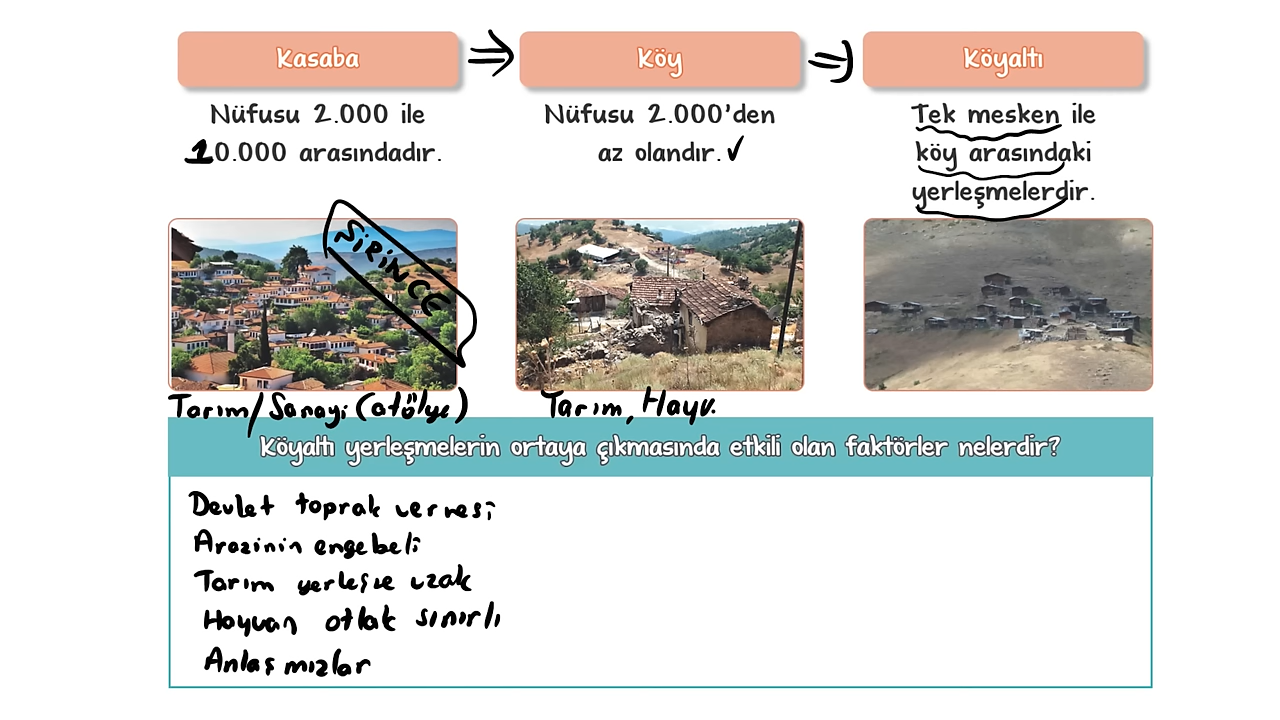 Kasaba
Köy
Köyaltı
Nüfusu 2.000 ile
10.000 arasındadır.
Nüfusu 2.000'den
az olandır.
Tek mesken ile
köy arasındaki
yerleşmelerdir.
ŞİRİNCE
Tarım/Sanayi (atölye)
Tarım, Hayv.
Köyaltı yerleşmelerin ortaya çıkmasında etkili olan faktörler nelerdir?
Devlet toprak vermesi
Arazinin engebeli
Tarım yerleşme uzak
Hayvan otlak sınırlı
Anlaşmızlar